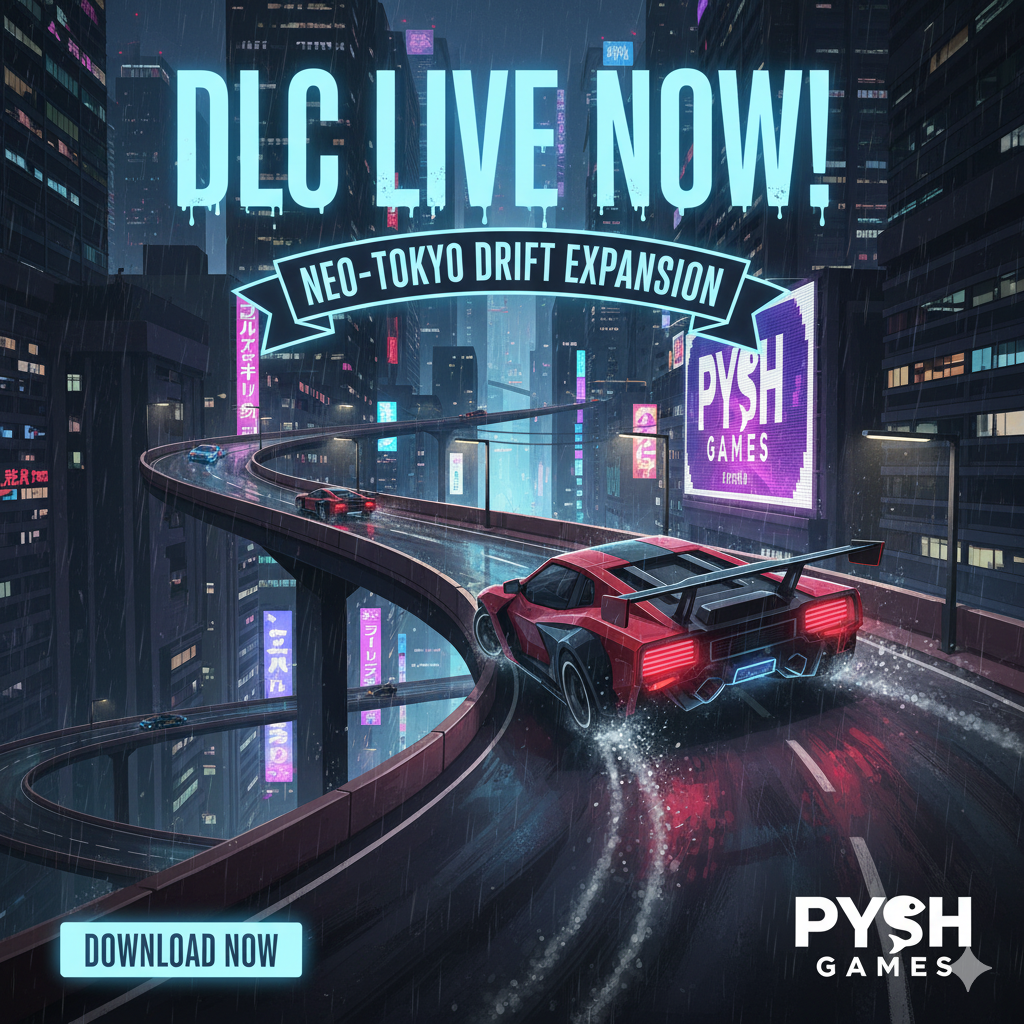 DLC LIVE NOW!
NEO-TOKYO DRIFT EXPANSION
PYSH
GAMES
DOWNLOAD NOW
PYSH
GAMES